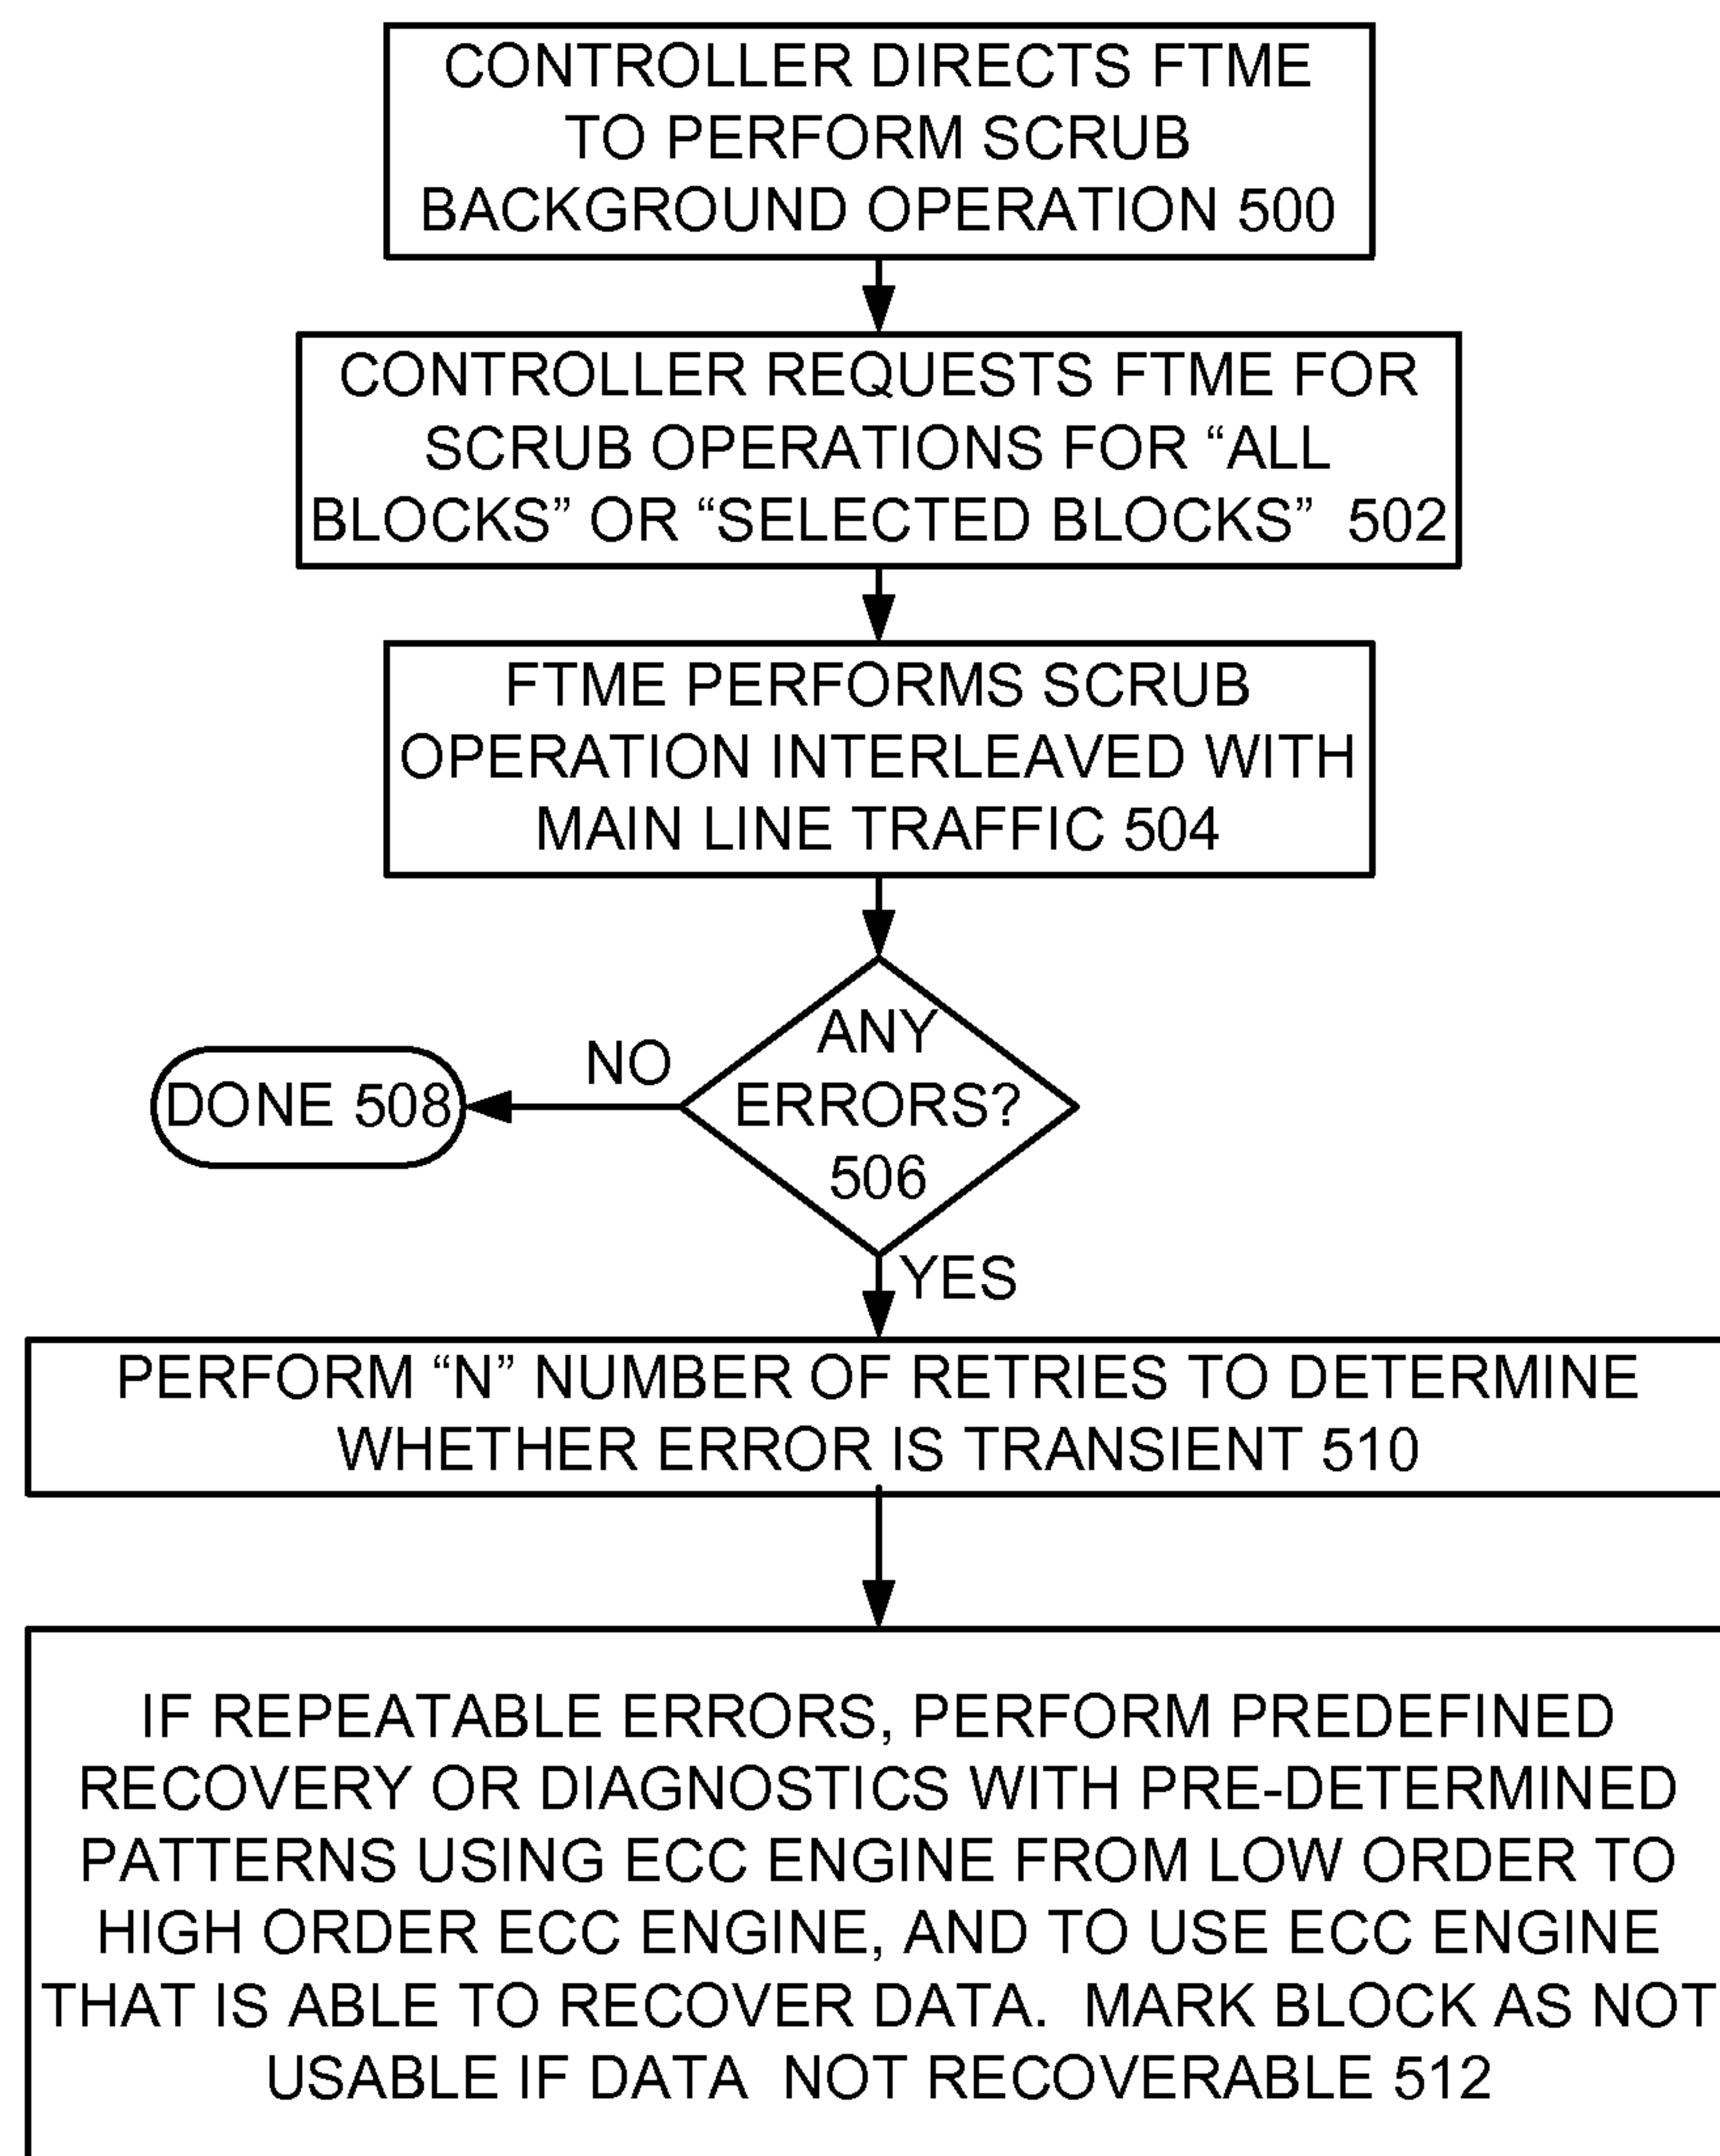 CONTROLLER DIRECTS FTME
TO PERFORM SCRUB
BACKGROUND OPERATION 500
CONTROLLER REQUESTS FTME FOR
SCRUB OPERATIONS FOR “ALL
BLOCKS” OR “SELECTED BLOCKS” 502
FTME PERFORMS SCRUB
OPERATION INTERLEAVED WITH
MAIN LINE TRAFFIC 504
ANY
ERRORS?
506
NO
DONE 508
YES
PERFORM “N” NUMBER OF RETRIES TO DETERMINE
WHETHER ERROR IS TRANSIENT 510
IF REPEATABLE ERRORS, PERFORM PREDEFINED
RECOVERY OR DIAGNOSTICS WITH PRE-DETERMINED
PATTERNS USING ECC ENGINE FROM LOW ORDER TO
HIGH ORDER ECC ENGINE, AND TO USE ECC ENGINE
THAT IS ABLE TO RECOVER DATA. MARK BLOCK AS NOT
USABLE IF DATA NOT RECOVERABLE 512